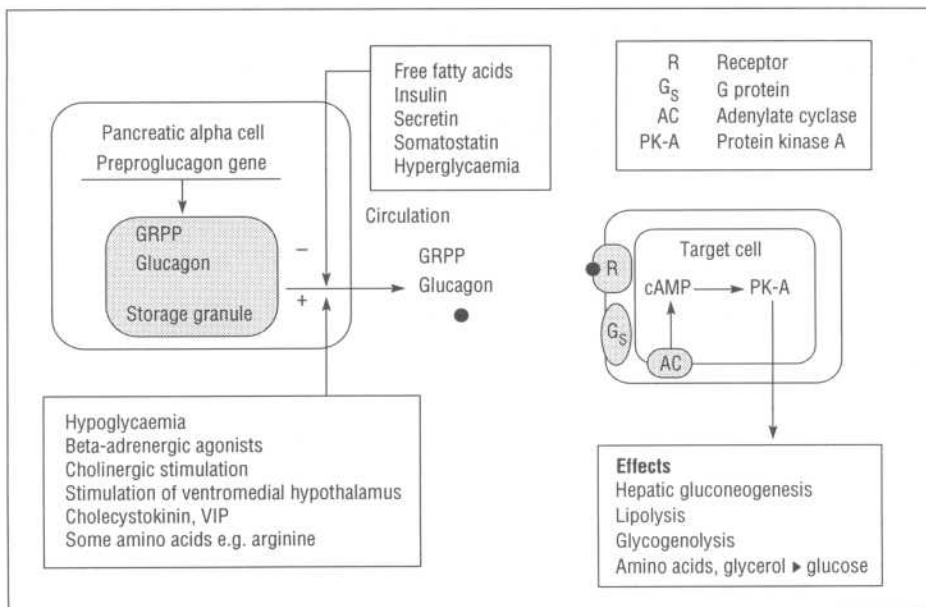 Free fatty acids
Insulin
Secretin
Somatostatin
Hyperglycaemia
R Receptor
GS G protein
AC Adenylate cyclase
PK-A Protein kinase A
Pancreatic alpha cell
Preproglucagon gene
GRPP
Glucagon
Storage granule
–
+
Circulation
GRPP
Glucagon
Target cell
R
cAMP
PK-A
GS
AC
Hypoglycaemia
Beta-adrenergic agonists
Cholinergic stimulation
Stimulation of ventromedial hypothalamus
Cholecystokinin, VIP
Some amino acids e.g. arginine
Effects
Hepatic gluconeogenesis
Lipolysis
Glycogenolysis
Amino acids, glycerol ▶ glucose